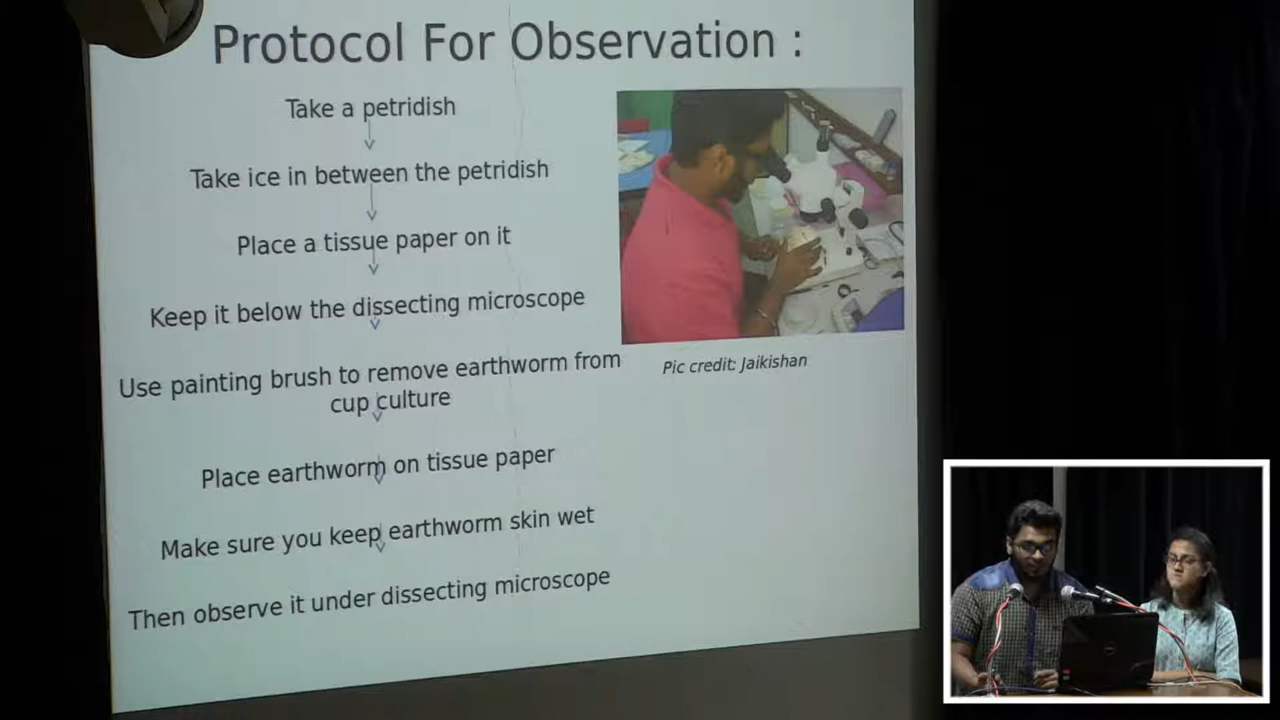 Protocol For Observation :
Take a petridish
Take ice in between the petridish
Place a tissue paper on it
Keep it below the dissecting microscope
Use painting brush to remove earthworm from
cup culture
Place earthworm on tissue paper
Make sure you keep earthworm skin wet
Then observe it under dissecting microscope
Pic credit: Jaikishan
DELL